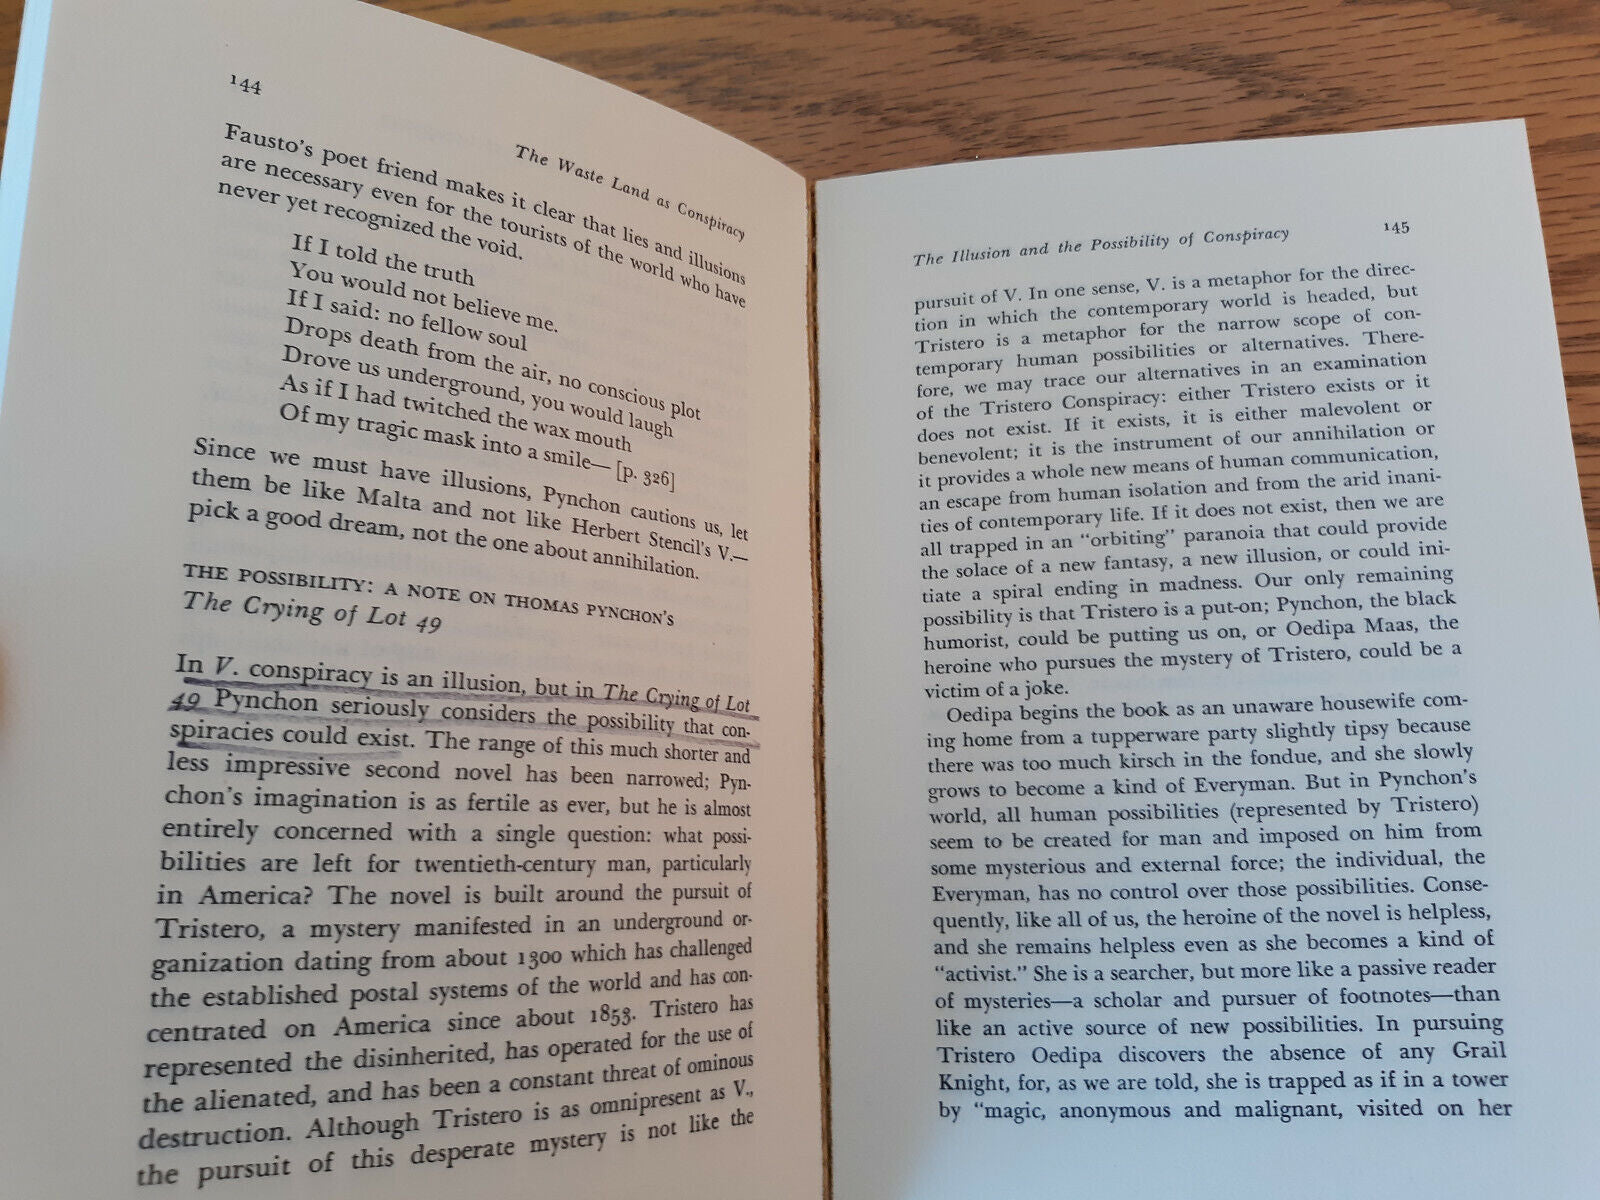 144
The Waste Land as Conspiracy
Fausto's poet friend makes it clear that lies and illusions
are necessary even for the tourists of the world who have
never yet recognized the void.
If I told the truth
You would not believe me.
If I said: no fellow soul
Drops death from the air, no conscious plot
Drove us underground, you would laugh
As if I had twitched the wax mouth
Of my tragic mask into a smile— [p. 326]
Since we must have illusions, Pynchon cautions us, let
them be like Malta and not like Herbert Stencil's V.—
pick a good dream, not the one about annihilation.
THE POSSIBILITY: A NOTE ON THOMAS PYNCHON'S
The Crying of Lot 49
In V. conspiracy is an illusion, but in The Crying of Lot
49 Pynchon seriously considers the possibility that con-
spiracies could exist. The range of this much shorter and
less impressive second novel has been narrowed; Pyn-
chon's imagination is as fertile as ever, but he is almost
entirely concerned with a single question: what possi-
bilities are left for twentieth-century man, particularly
in America? The novel is built around the pursuit of
Tristero, a mystery manifested in an underground or-
ganization dating from about 1300 which has challenged
the established postal systems of the world and has con-
centrated on America since about 1853. Tristero has
represented the disinherited, has operated for the use of
the alienated, and has been a constant threat of ominous
destruction. Although Tristero is as omnipresent as V.,
the pursuit of this desperate mystery is not like the
The Illusion and the Possibility of Conspiracy 145
pursuit of V. In one sense, V. is a metaphor for the direc-
tion in which the contemporary world is headed, but
Tristero is a metaphor for the narrow scope of con-
temporary human possibilities or alternatives. There-
fore, we may trace our alternatives in an examination
of the Tristero Conspiracy: either Tristero exists or it
does not exist. If it exists, it is either malevolent or
benevolent; it is the instrument of our annihilation or
it provides a whole new means of human communication,
an escape from human isolation and from the arid inani-
ties of contemporary life. If it does not exist, then we are
all trapped in an "orbiting" paranoia that could provide
the solace of a new fantasy, a new illusion, or could ini-
tiate a spiral ending in madness. Our only remaining
possibility is that Tristero is a put-on; Pynchon, the black
humorist, could be putting us on, or Oedipa Maas, the
heroine who pursues the mystery of Tristero, could be a
victim of a joke.
Oedipa begins the book as an unaware housewife com-
ing home from a tupperware party slightly tipsy because
there was too much kirsch in the fondue, and she slowly
grows to become a kind of Everyman. But in Pynchon's
world, all human possibilities (represented by Tristero)
seem to be created for man and imposed on him from
some mysterious and external force; the individual, the
Everyman, has no control over those possibilities. Conse-
quently, like all of us, the heroine of the novel is helpless,
and she remains helpless even as she becomes a kind of
"activist." She is a searcher, but more like a passive reader
of mysteries—a scholar and pursuer of footnotes—than
like an active source of new possibilities. In pursuing
Tristero Oedipa discovers the absence of any Grail
Knight, for, as we are told, she is trapped as if in a tower
by "magic, anonymous and malignant, visited on her